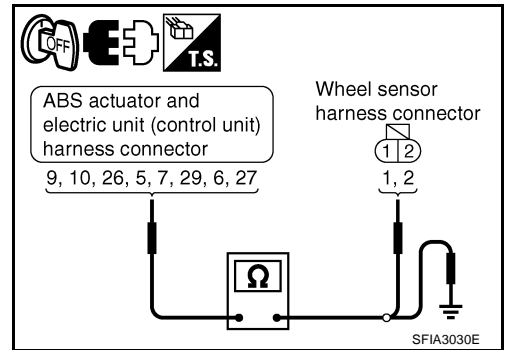 OFF
T.S.
ABS actuator and
electric unit (control unit)
harness connector
9, 10, 26, 5, 7, 29, 6, 27
Wheel sensor
harness connector
1 2
1, 2
Ω
SFIA3030E